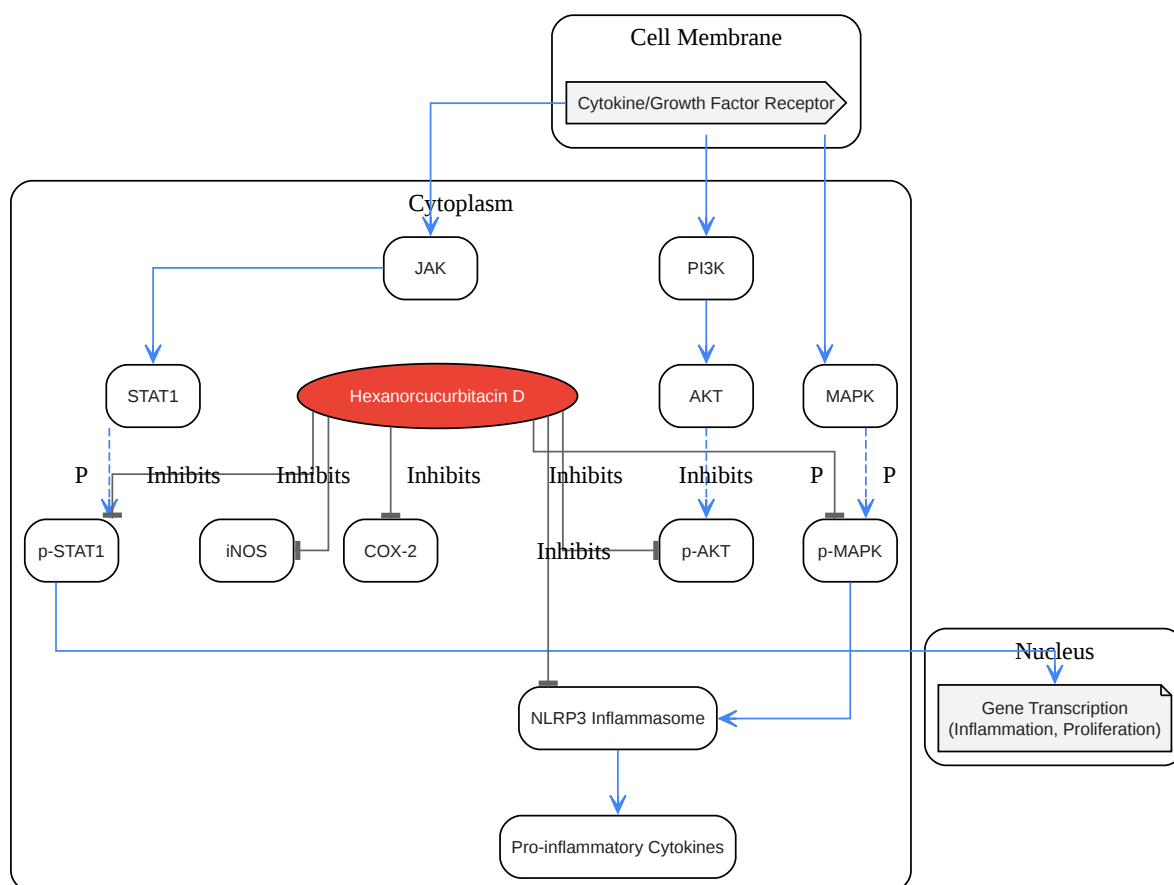 Cell Membrane
Cytokine/Growth Factor Receptor
Cytoplasm
JAK
PI3K
STAT1
Hexanorcucurbitacin D
AKT
MAPK
P
Inhibits
Inhibits
Inhibits
Inhibits
Inhibits
P
P
p-STAT1
iNOS
COX-2
Inhibits
p-AKT
p-MAPK
Nucleus
NLRP3 Inflammasome
Gene Transcription
(Inflammation, Proliferation)
Pro-inflammatory Cytokines